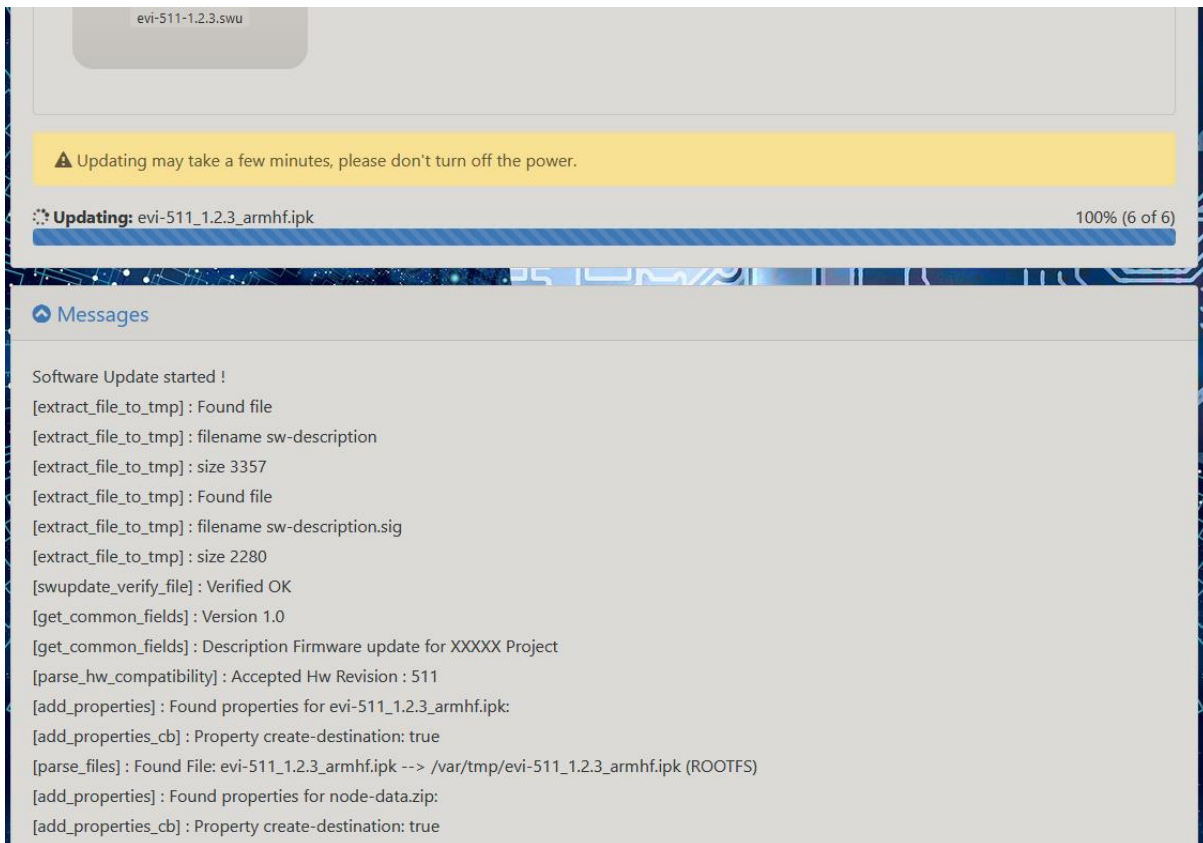 evi-511-1.2.3.swu
Updating may take a few minutes, please don't turn off the power.
Updating: evi-511_1.2.3_armhf.ipk 100% (6 of 6)
Messages
Software Update started !
[extract_file_to_tmp] : Found file
[extract_file_to_tmp] : filename sw-description
[extract_file_to_tmp] : size 3357
[extract_file_to_tmp] : Found file
[extract_file_to_tmp] : filename sw-description.sig
[extract_file_to_tmp] : size 2280
[swupdate_verify_file] : Verified OK
[get_common_fields] : Version 1.0
[get_common_fields] : Description Firmware update for XXXXX Project
[parse_hw_compatibility] : Accepted Hw Revision : 511
[add_properties] : Found properties for evi-511_1.2.3_armhf.ipk:
[add_properties_cb] : Property create-destination: true
[parse_files] : Found File: evi-511_1.2.3_armhf.ipk --> /var/tmp/evi-511_1.2.3_armhf.ipk (ROOTFS)
[add_properties] : Found properties for node-data.zip:
[add_properties_cb] : Property create-destination: true